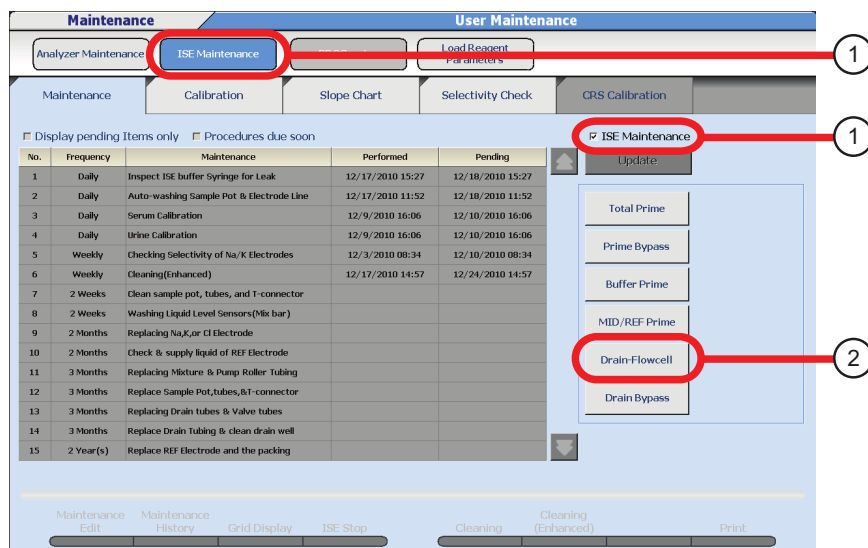 Maintenance
User Maintenance
Analyzer Maintenance
ISE Maintenance
Load Reagent
Parameters
1
Maintenance
Calibration
Slope Chart
Selectivity Check
CRS Calibration
Display pending Items only
Procedures due soon
ISE Maintenance
1
No. Frequency Maintenance Performed Pending
Update
1 Daily Inspect ISE buffer Syringe for Leak 12/17/2010 15:27 12/18/2010 15:27
2 Daily Auto-washing Sample Pot & Electrode Line 12/17/2010 11:52 12/18/2010 11:52
3 Daily Serum Calibration 12/9/2010 16:06 12/10/2010 16:06
4 Daily Urine Calibration 12/9/2010 16:06 12/10/2010 16:06
5 Weekly Checking Selectivity of Na/K Electrodes 12/3/2010 08:34 12/10/2010 08:34
6 Weekly Cleaning(Enhanced) 12/17/2010 14:57 12/24/2010 14:57
7 2 Weeks Clean sample pot, tubes, and T-connector
8 2 Weeks Washing Liquid Level Sensors(Mix bar)
9 2 Months Replacing Na,K,or Cl Electrode
10 2 Months Check & supply liquid of REF Electrode
11 3 Months Replacing Mixture & Pump Roller Tubing
12 3 Months Replace Sample Pot,tubes,&T-connector
13 3 Months Replacing Drain tubes & Valve tubes
14 3 Months Replace Drain Tubing & clean drain well
15 2 Year(s) Replace REF Electrode and the packing
Total Prime
Prime Bypass
Buffer Prime
MID/REF Prime
Drain-Flowcell
2
Drain Bypass
Maintenance
Edit
Maintenance
History
Grid Display
ISE Stop
Cleaning
Cleaning
(Enhanced)
Print